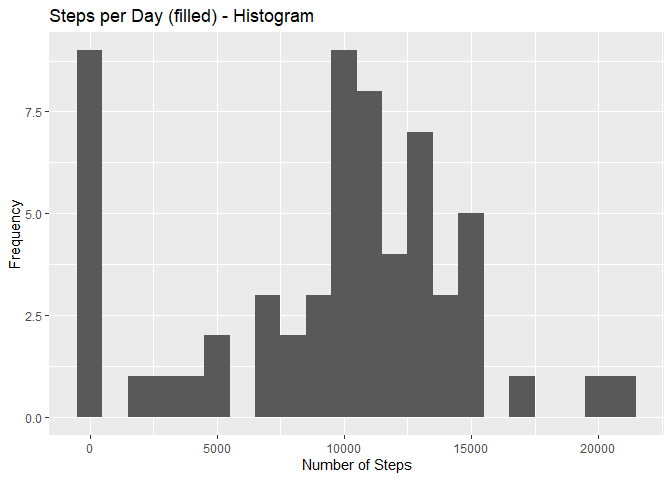 Steps per Day (filled) - Histogram
7.5
5.0
2.5
0.0
Frequency
0 5000 10000 15000 20000
Number of Steps